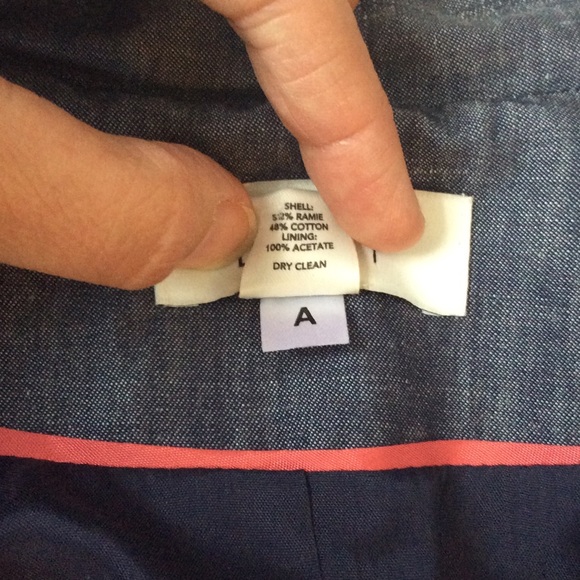 SHELL:
52% RAMIE
48% COTTON
LINING:
100% ACETATE
DRY CLEAN
A